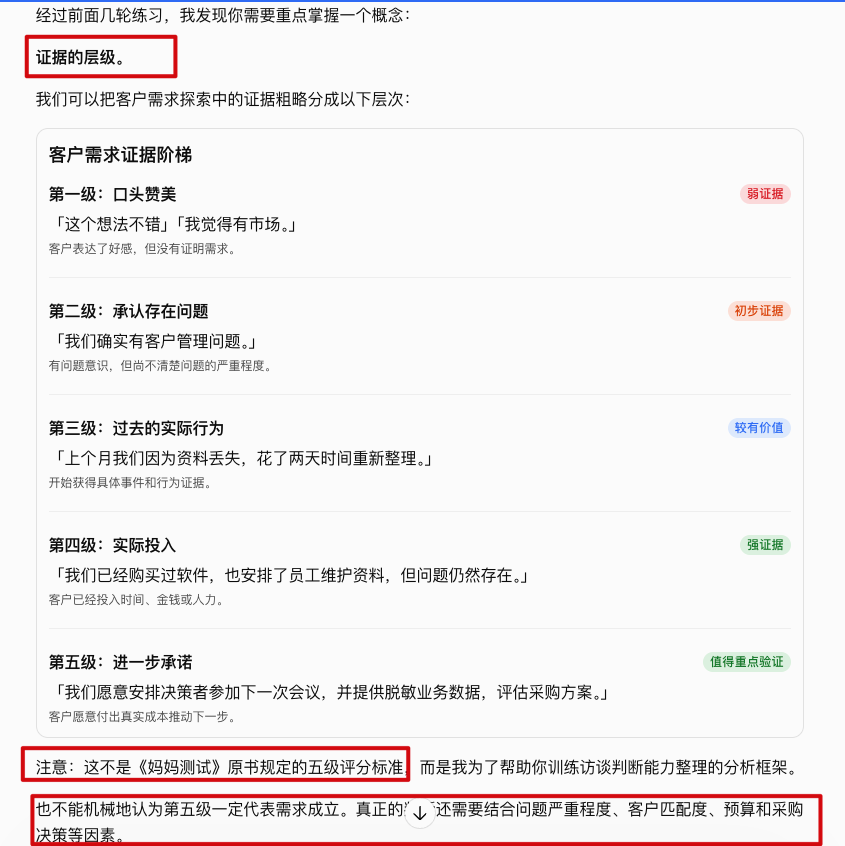 经过前面几轮练习，我发现你需要重点掌握一个概念：
证据的层级。
我们可以把客户需求探索中的证据粗略分成以下层次：
客户需求证据阶梯
第一级：口头赞美
弱证据
「这个想法不错」「我觉得有市场。」
客户表达了好感，但没有证明需求。
第二级：承认存在问题
初步证据
「我们确实有客户管理问题。」
有问题意识，但尚不清楚问题的严重程度。
第三级：过去的实际行为
较有价值
「上个月我们因为资料丢失，花了两天时间重新整理。」
开始获得具体事件和行为证据。
第四级：实际投入
强证据
「我们已经购买过软件，也安排了员工维护资料，但问题仍然存在。」
客户已经投入时间、金钱或人力。
第五级：进一步承诺
值得重点验证
「我们愿意安排决策者参加下一次会议，并提供脱敏业务数据，评估采购方案。」
客户愿意付出真实成本推动下一步。
注意：这不是《妈妈测试》原书规定的五级评分标准，而是我为了帮助你训练访谈判断能力整理的分析框架。
也不能机械地认为第五级一定代表需求成立。真正的 还需要结合问题严重程度、客户匹配度、预算和采购
决策等因素。